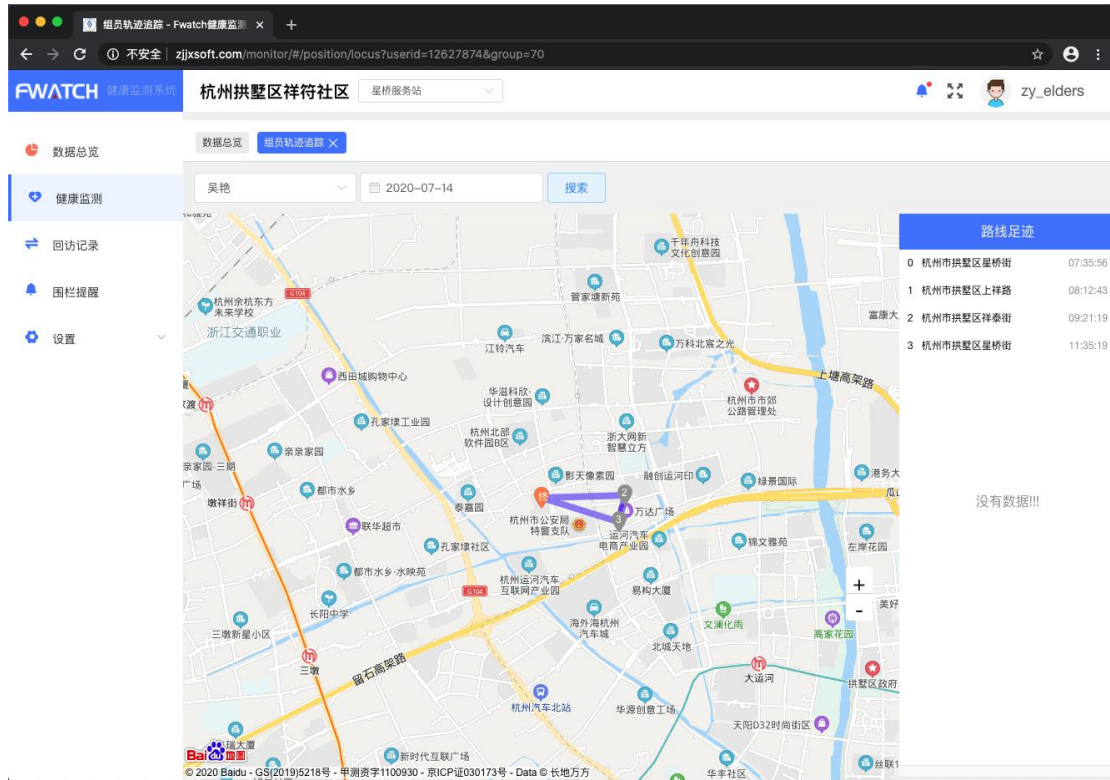 组员轨迹追踪 - Fwatch健康监测
不安全 zjjxsoft.com/monitor/#/position/locus?userid=12627874&group=70
FWATCH 健康监测系统
杭州拱墅区祥符社区
星桥服务站
zy_elders
数据总览
健康监测
回访记录
围栏提醒
设置
数据总览
组员轨迹追踪
吴艳
2020-07-14
搜索
千年舟科技
文化创意园
G104
管家塘新苑
杭州余杭东方
未来学校
浙江交通职业
富康大
滨江·万家名城
江铃汽车
万科北宸之光
上塘高架路
西田城购物中心
华滋科欣·
设计创意园
杭州市市郊
公路管理处
孔家埭工业园
杭州北部
软件园B区
浙大网新
智慧立方
亲亲家园
亲家园·三期
广场
影天像素园
融创运河印
绿景国际
港务大
都市水乡
墩祥街
泰嘉园
终
2
3
万达广场
杭州市公安局
特警支队
联华超市
运河汽车
电商产业园
孔家埭社区
锦文雅苑
左岸花园
都市水乡·水映苑
杭州运河汽车
互联网产业园
G104
易构大厦
长阳中学
海外海杭州
汽车城
文澜化雨
美好
高家花园
三墩新星小区
北城天地
三墩
留石高架路
大运河
拱墅区政府
杭州汽车北站
华源创意工场
天阳D32时尚街区
瑞大厦
新时代互联广场
华丰社区
丝联1
Bai 地图
© 2020 Baidu - GS(2019)5218号 - 甲测资字1100930 - 京ICP证030173号 - Data © 长地万方
+
-
路线足迹
0 杭州市拱墅区星桥街 07:35:56
1 杭州市拱墅区上祥路 08:12:43
2 杭州市拱墅区祥泰街 09:21:19
3 杭州市拱墅区星桥街 11:35:19
没有数据!!!